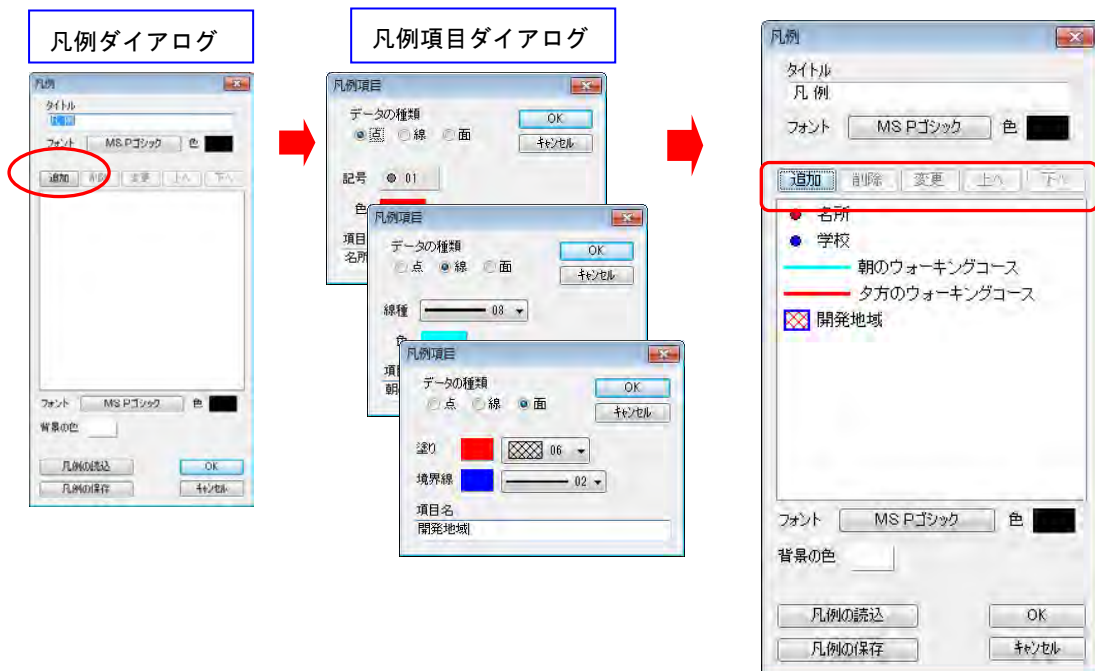 凡例ダイアログ
凡例
タイトル
凡 例
フォント MS Pゴシック 色
追加 削除 変更 上へ 下へ
フォント MS Pゴシック 色
背景の色
凡例の読込 OK
凡例の保存 キャンセル
凡例項目ダイアログ
凡例項目
データの種類
点 線 面
OK
キャンセル
記号 01
色
項目
名所
凡例項目
データの種類
点 線 面
OK
キャンセル
線種 08
色
項目
朝
凡例項目
データの種類
点 線 面
OK
キャンセル
塗り 06
境界線 02
項目名
開発地域
凡例
タイトル
凡 例
フォント MS Pゴシック 色
追加 削除 変更 上へ 下へ
名所
学校
朝のウォーキングコース
夕方のウォーキングコース
開発地域
フォント MS Pゴシック 色
背景の色
凡例の読込 OK
凡例の保存 キャンセル